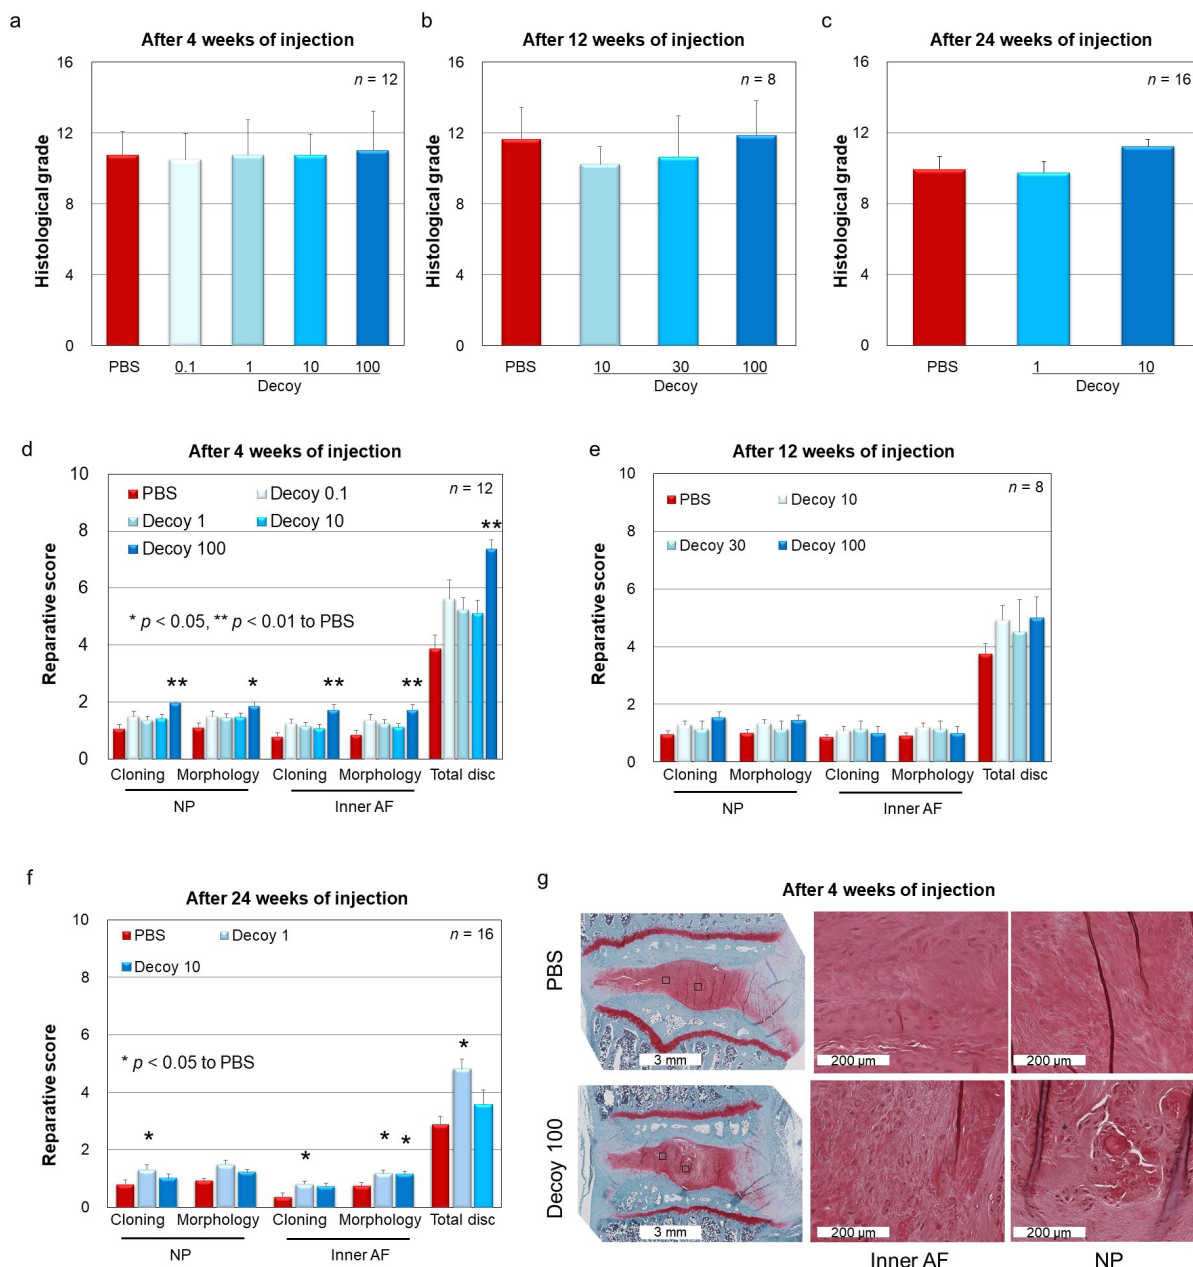 a
After 4 weeks of injection
n = 12
16
12
8
4
0
Histological grade
PBS
0.1
1
10
100
Decoy
b
After 12 weeks of injection
n = 8
16
12
8
4
0
Histological grade
PBS
10
30
100
Decoy
c
After 24 weeks of injection
n = 16
16
12
8
4
0
Histological grade
PBS
1
10
Decoy
d
After 4 weeks of injection
n = 12
10
8
6
4
2
0
Reparative score
PBS
Decoy 0.1
Decoy 1
Decoy 10
Decoy 100
* p < 0.05, ** p < 0.01 to PBS
**
*
**
**
**
Cloning
Morphology
Cloning
Morphology
Total disc
NP
Inner AF
e
After 12 weeks of injection
n = 8
10
8
6
4
2
0
Reparative score
PBS
Decoy 10
Decoy 30
Decoy 100
Cloning
Morphology
Cloning
Morphology
Total disc
NP
Inner AF
f
After 24 weeks of injection
n = 16
10
8
6
4
2
0
Reparative score
PBS
Decoy 1
Decoy 10
* p < 0.05 to PBS
*
*
*
*
*
Cloning
Morphology
Cloning
Morphology
Total disc
NP
Inner AF
g
After 4 weeks of injection
PBS
3 mm
200 µm
200 µm
Decoy 100
3 mm
200 µm
200 µm
Inner AF
NP